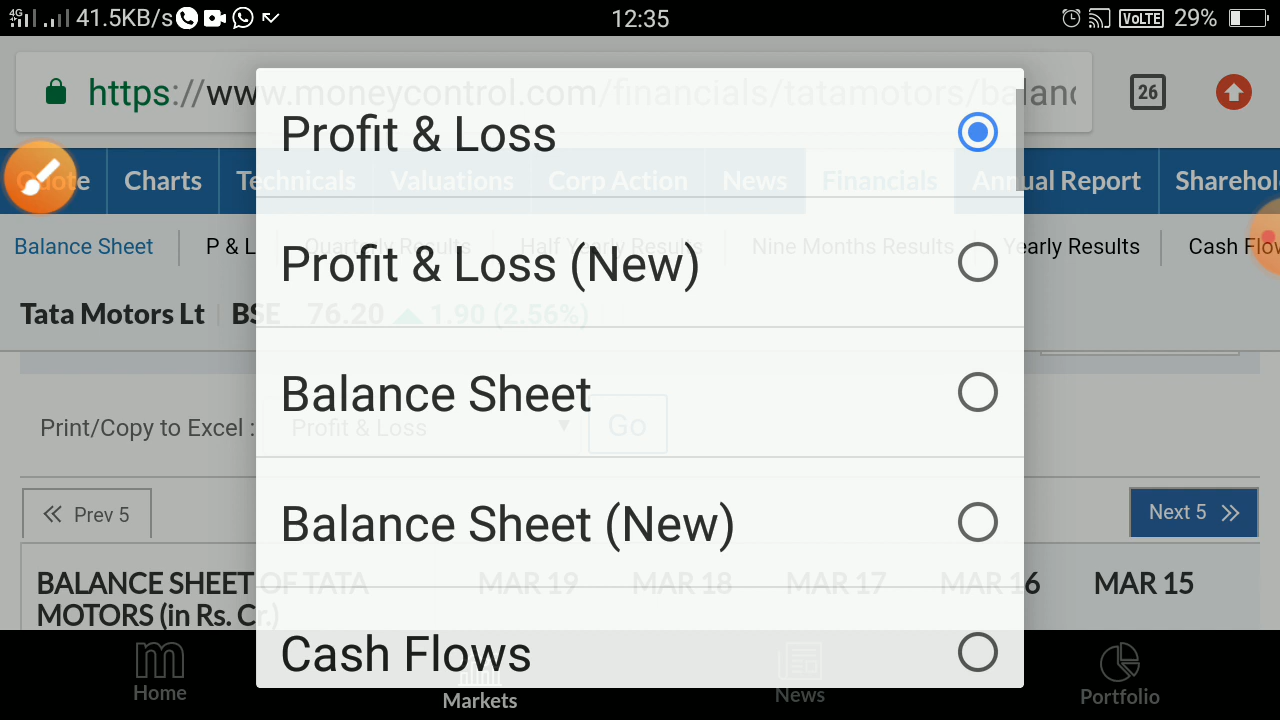 4G 41.5KB/s 12:35 VoLTE 29%
https://www.moneycontrol.com/financials/tatamotors/balanc 26
Quote Charts Technicals Valuations Corp Action News Financials Annual Report Sharehol
Balance Sheet P & L Quarterly Results Half Yearly Results Nine Months Results Yearly Results Cash Flow
Tata Motors Lt BSE 76.20 1.90 (2.56%)
Profit & Loss
Profit & Loss (New)
Balance Sheet
Balance Sheet (New)
Cash Flows
Print/Copy to Excel : Profit & Loss Go
Prev 5 Next 5
BALANCE SHEET OF TATA MAR 19 MAR 18 MAR 17 MAR 16 MAR 15
MOTORS (in Rs. Cr.)
Home Markets News Portfolio